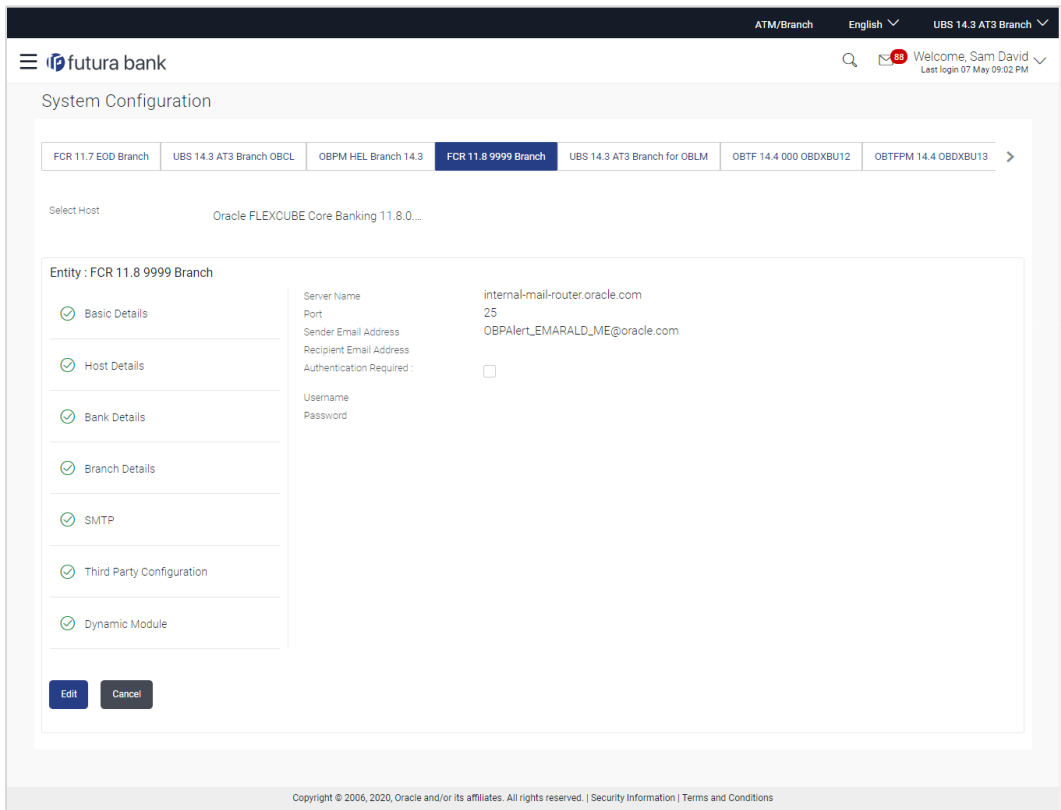 ATM/Branch English UBS 14.3 AT3 Branch
futura bank 88 Welcome, Sam David
Last login 07 May 09:02 PM
System Configuration
FCR 11.7 EOD Branch UBS 14.3 AT3 Branch OBCL OBPM HEL Branch 14.3 FCR 11.8 9999 Branch UBS 14.3 AT3 Branch for OBLM OBTF 14.4 000 OBDXBU12 OBTFPM 14.4 OBDXBU13
Select Host Oracle FLEXCUBE Core Banking 11.8.0....
Entity : FCR 11.8 9999 Branch
Basic Details
Host Details
Bank Details
Branch Details
SMTP
Third Party Configuration
Dynamic Module
Server Name internal-mail-router.oracle.com
Port 25
Sender Email Address OBPAlert_EMARALD_ME@oracle.com
Recipient Email Address
Authentication Required :
Username
Password
Edit Cancel
Copyright © 2006, 2020, Oracle and/or its affiliates. All rights reserved. | Security Information | Terms and Conditions